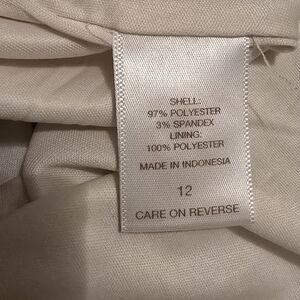 SHELL:
97% POLYESTER
3% SPANDEX
LINING:
100% POLYESTER
MADE IN INDONESIA
12
CARE ON REVERSE